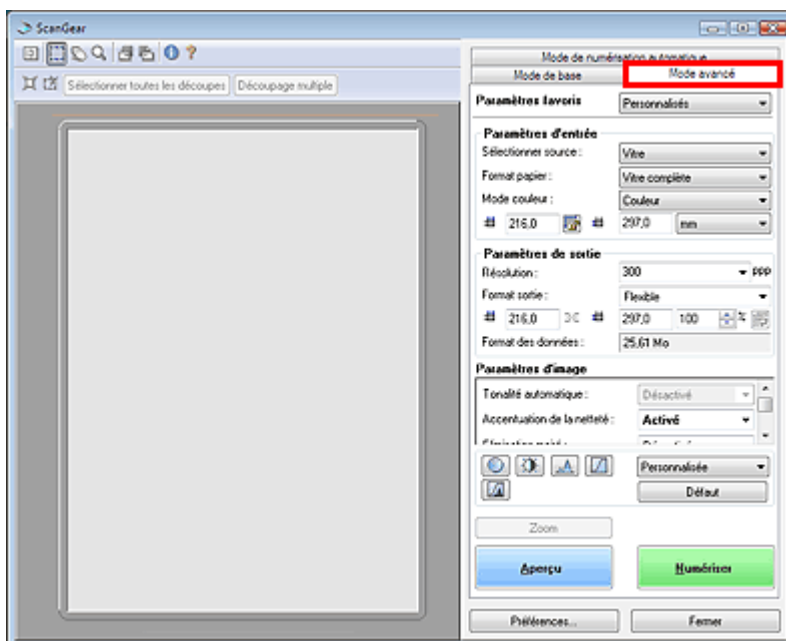 ScanGear
Sélectionner toutes les découpes Découpage multiple
Mode de numérisation automatique
Mode de base Mode avancé
Paramètres favoris Personnalisés
Paramètres d'entrée
Sélectionner source : Vitre
Format papier : Vitre complète
Mode couleur : Couleur
216,0 297,0 mm
Paramètres de sortie
Résolution : 300 PPP
Format sortie : Flexible
216,0 297,0 100 %
Format des données : 25,61 Mo
Paramètres d'image
Tonalité automatique : Désactivé
Accentuation de la netteté : Activé
Personnalisée
Défaut
Zoom
Aperçu Numériser
Préférences... Fermer